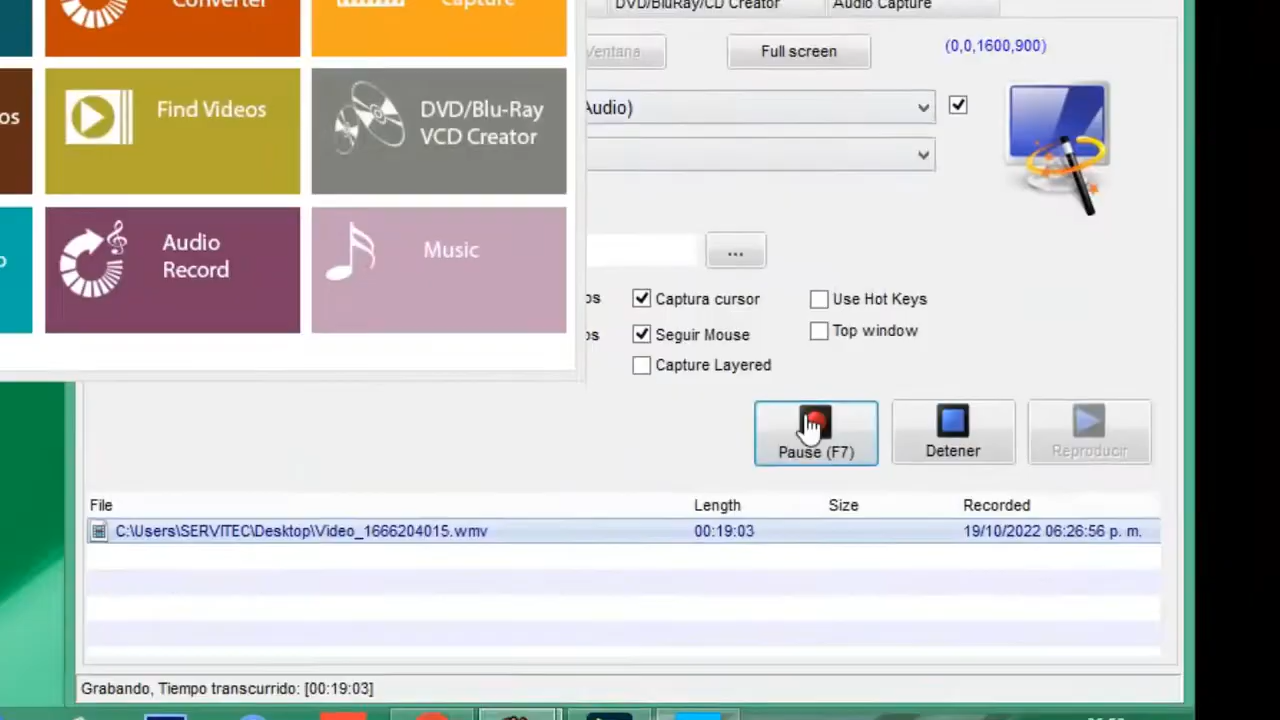 Converter
Capture
DVD/BluRay/CD Creator
Audio Capture
Ventana
Full screen
(0,0,1600,900)
os
Find Videos
DVD/Blu-Ray
VCD Creator
Audio)
Audio
Record
Music
...
Captura cursor
Use Hot Keys
Seguir Mouse
Top window
Capture Layered
Pause (F7)
Detener
Reproducir
File Length Size Recorded
C:\Users\SERVITEC\Desktop\Video_1666204015.wmv 00:19:03 19/10/2022 06:26:56 p. m.
Grabando, Tiempo transcurrido: [00:19:03]